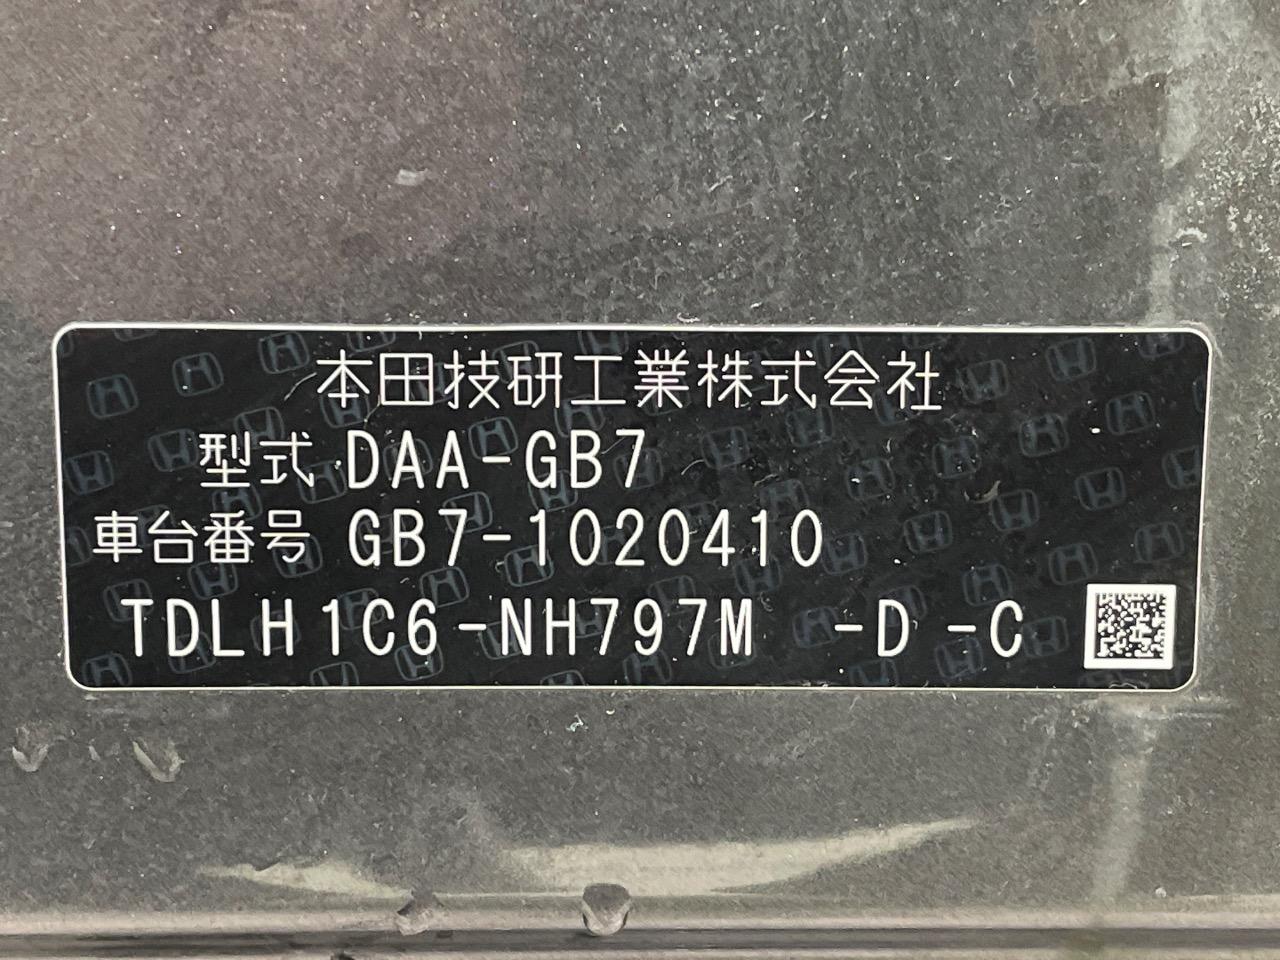 本田技研工業株式会社
型式 DAA-GB7
車台番号 GB7-1020410
TDLH1C6-NH797M -D -C